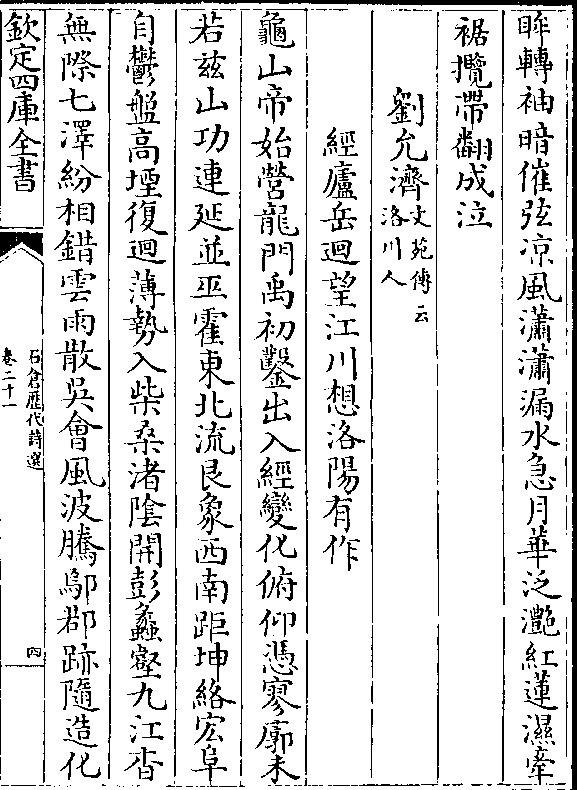 眸轉袖暗催弦凉風瀟瀟漏水急月華泛灧紅蓮濕牽
裾攬帶翻成泣
劉允濟文苑傳云洛川人
經廬岳迴望江川想洛陽有作
龜山帝始營龍門禹初鑿出入經變化俯仰憑寥廓未
若兹山功連延並巫霍東北流艮象西南距坤絡宏阜
自鬱盤高堙復迴薄勢入柴桑渚陰開彭蠡壑九江杳
無際七澤紛相錯雲雨散吳會風波騰鄔郡跡隨造化
欽定四庫全書
石倉歷代詩選
卷二十一
四